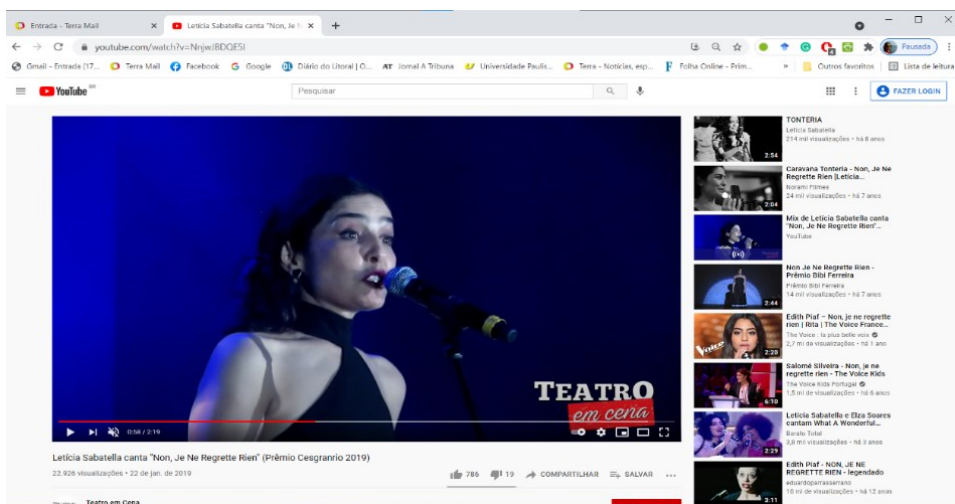 Entrada - Terra Mail
Letícia Sabatella canta "Non, Je N
youtube.com/watch?v=NnjwJBDQESI
Pausada
Gmail - Entrada (17...
Terra Mail
Facebook
Google
Diário do Litoral | O...
AT Jornal A Tribuna
Universidade Paulis...
Terra - Notícias, esp...
Folha Online - Prim...
»
Outros favoritos
Lista de leitura
YouTube BR
Pesquisar
FAZER LOGIN
TEATRO
em cena
0:58 / 2:19
Letícia Sabatella canta "Non, Je Ne Regrette Rien" (Prêmio Cesgranrio 2019)
22.926 visualizações • 22 de jan. de 2019
786
19
COMPARTILHAR
SALVAR
Teatro em Cena
TONTERIA
Letícia Sabatella
214 mil visualizações • há 8 anos
2:54
Caravana Tonteria - Non, Je Ne
Regrette Rien [Letícia...
Norami Filmes
24 mil visualizações • há 7 anos
2:04
Mix de Letícia Sabatella canta
"Non, Je Ne Regrette Rien"...
YouTube
Non Je Ne Regrette Rien -
Prêmio Bibi Ferreira
Prêmio Bibi Ferreira
14 mil visualizações • há 7 anos
2:44
Edith Piaf – Non, je ne regrette
rien | Rita | The Voice France...
The Voice : la plus belle voix
2,7 mi de visualizações • há 1 ano
Voice
2:20
Salomé Silveira - Non, je ne
regrette rien - The Voice Kids
The Voice Kids Portugal
1,5 mi de visualizações • há 6 anos
6:10
Letícia Sabatella e Elza Soares
cantam What A Wonderful...
Barato Total
3,8 mi de visualizações • há 3 anos
2:29
Edith Piaf - NON, JE NE
REGRETTE RIEN - legendado
eduardoparrassarrano
16 mi de visualizações • há 12 anos
3:11